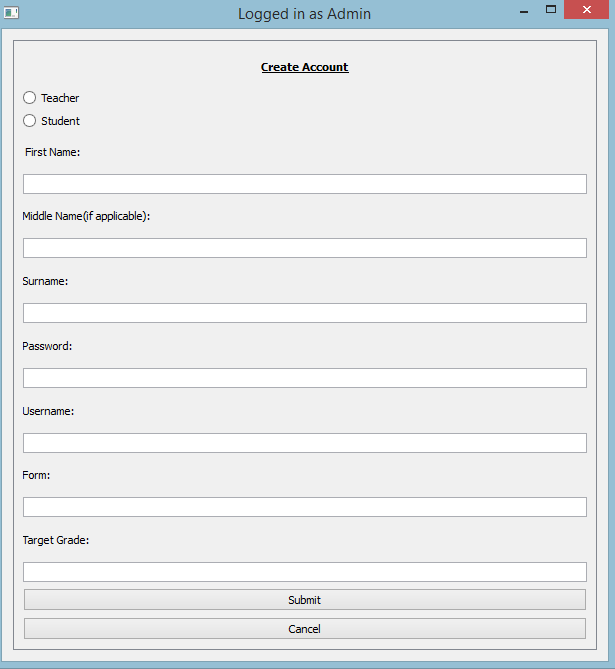 Logged in as Admin
Create Account
Teacher
Student
First Name:
Middle Name(if applicable):
Surname:
Password:
Username:
Form:
Target Grade:
Submit
Cancel